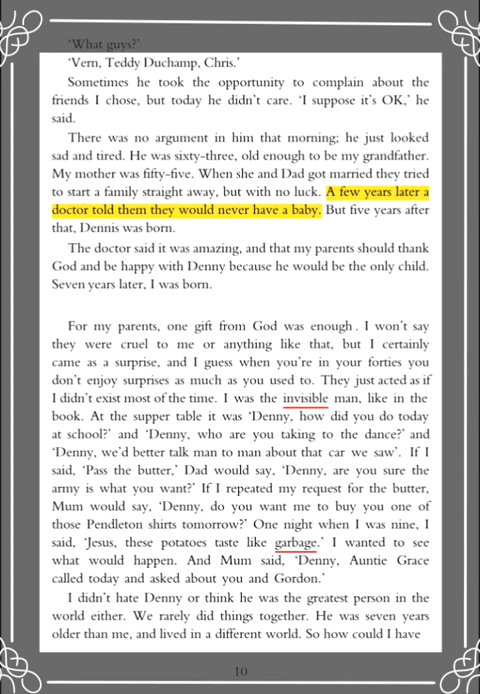 ‘What guys?’
‘Vern, Teddy Duchamp, Chris.’
Sometimes he took the opportunity to complain about the
friends I chose, but today he didn’t care. ‘I suppose it’s OK,’ he
said.
There was no argument in him that morning; he just looked
sad and tired. He was sixty-three, old enough to be my grandfather.
My mother was fifty-five. When she and Dad got married they tried
to start a family straight away, but with no luck. A few years later a
doctor told them they would never have a baby. But five years after
that, Dennis was born.
The doctor said it was amazing, and that my parents should thank
God and be happy with Denny because he would be the only child.
Seven years later, I was born.
For my parents, one gift from God was enough. I won’t say
they were cruel to me or anything like that, but I certainly
came as a surprise, and I guess when you’re in your forties you
don’t enjoy surprises as much as you used to. They just acted as if
I didn’t exist most of the time. I was the invisible man, like in the
book. At the supper table it was ‘Denny, how did you do today
at school?’ and ‘Denny, who are you taking to the dance?’ and
‘Denny, we’d better talk man to man about that car we saw’. If I
said, ‘Pass the butter,’ Dad would say, ‘Denny, are you sure the
army is what you want?’ If I repeated my request for the butter,
Mum would say, ‘Denny, do you want me to buy you one of
those Pendleton shirts tomorrow?’ One night when I was nine, I
said, ‘Jesus, these potatoes taste like garbage.’ I wanted to see
what would happen. And Mum said, ‘Denny, Auntie Grace
called today and asked about you and Gordon.’
I didn’t hate Denny or think he was the greatest person in the
world either. We rarely did things together. He was seven years
older than me, and lived in a different world. So how could I have
10